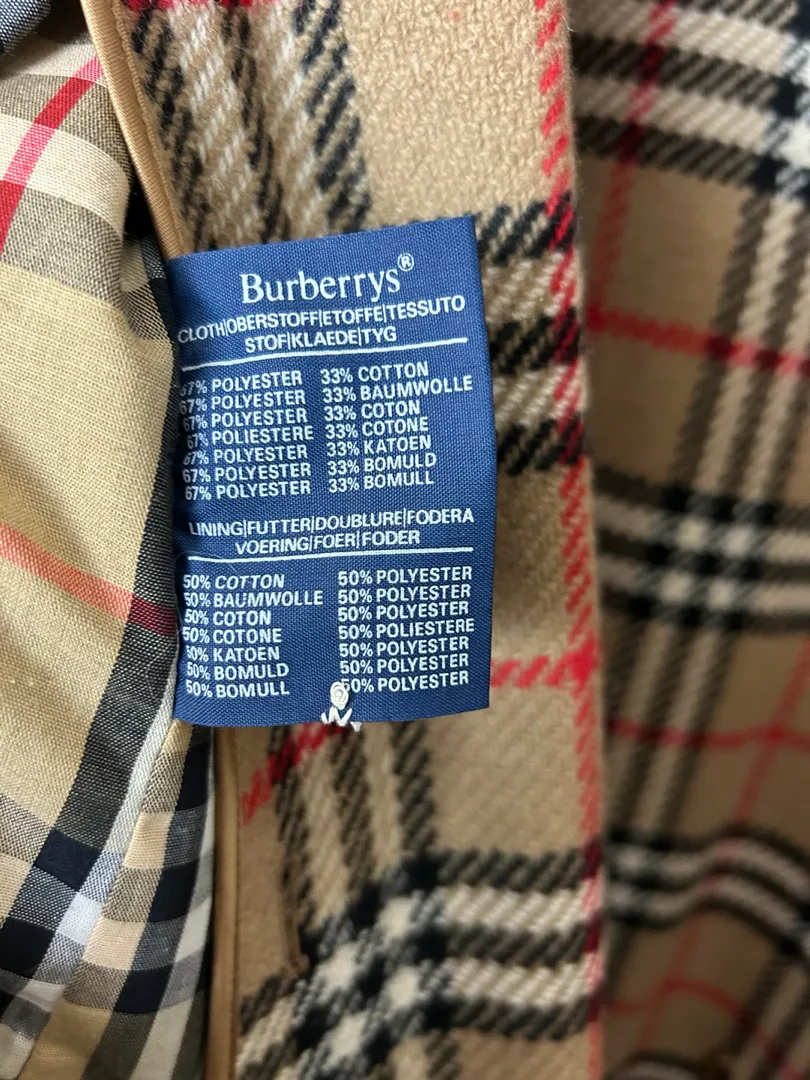 Burberrys®
CLOTH|OBERSTOFF|ETOFFE|TESSUTO
STOF|KLAEDE|TYG
67% POLYESTER 33% COTTON
67% POLYESTER 33% BAUMWOLLE
67% POLYESTER 33% COTON
67% POLIESTERE 33% COTONE
67% POLYESTER 33% KATOEN
67% POLYESTER 33% BOMULD
67% POLYESTER 33% BOMULL
LINING|FUTTER|DOUBLURE|FODERA
VOERING|FOER|FODER
50% COTTON 50% POLYESTER
50% BAUMWOLLE 50% POLYESTER
50% COTON 50% POLYESTER
50% COTONE 50% POLIESTERE
50% KATOEN 50% POLYESTER
50% BOMULD 50% POLYESTER
50% BOMULL 50% POLYESTER